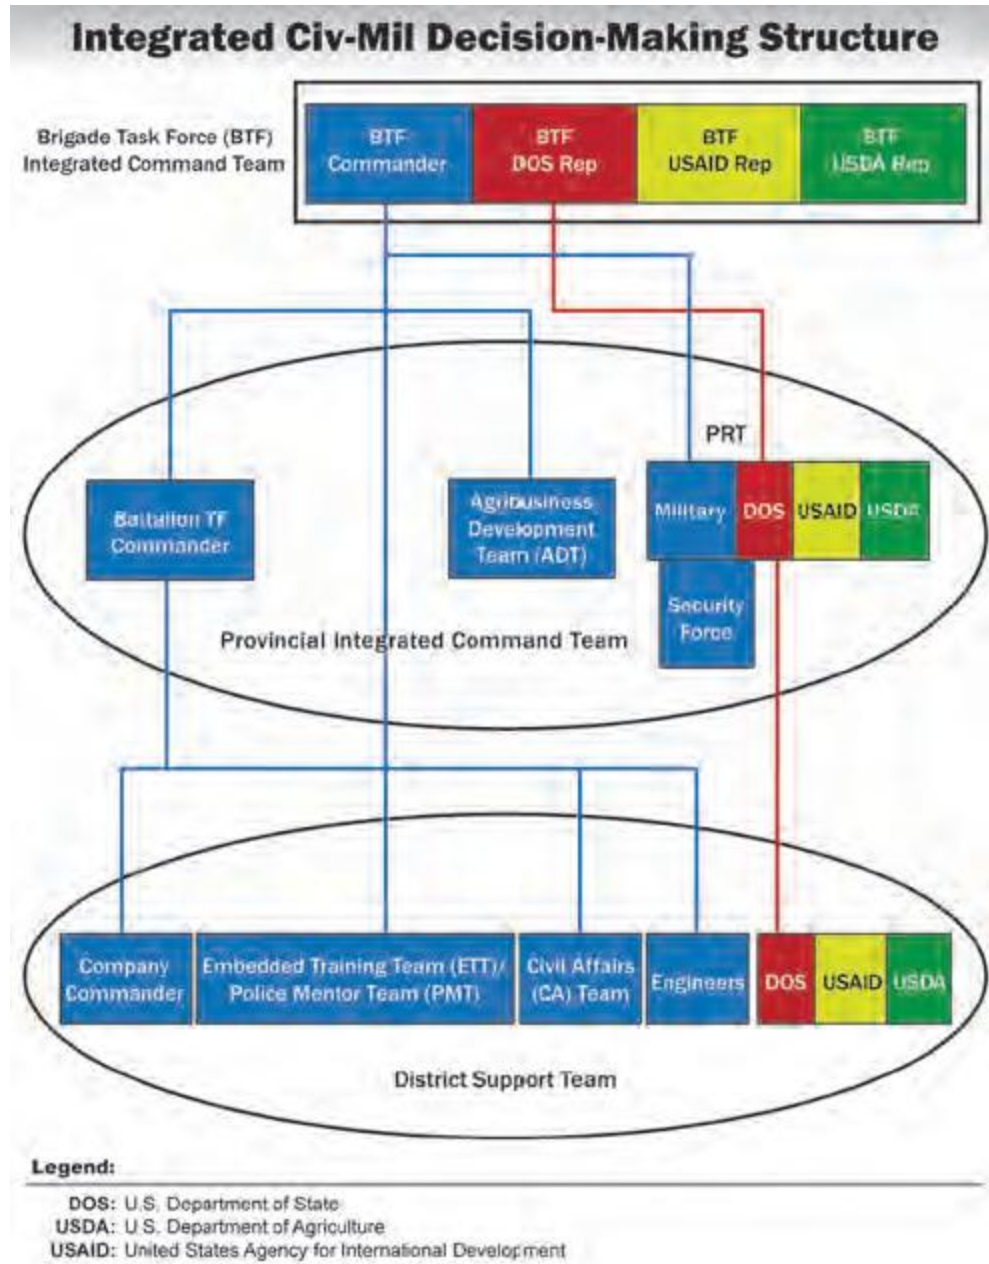 Integrated Civ-Mil Decision-Making Structure
Brigade Task Force (BTF)
Integrated Command Team
BTF
Commander
BTF
DOS Rep
BTF
USAID Rep
BTF
USDA Rep
PRT
Battalion TF
Commander
Agribusiness
Development
Team (ADT)
Military
DOS
USAID
USDA
Security
Force
Provincial Integrated Command Team
Company
Commander
Embedded Training Team (ETT)/
Police Mentor Team (PMT)
Civil Affairs
(CA) Team
Engineers
DOS
USAID
USDA
District Support Team
Legend:
DOS: U.S. Department of State
USDA: U.S. Department of Agriculture
USAID: United States Agency for International Development